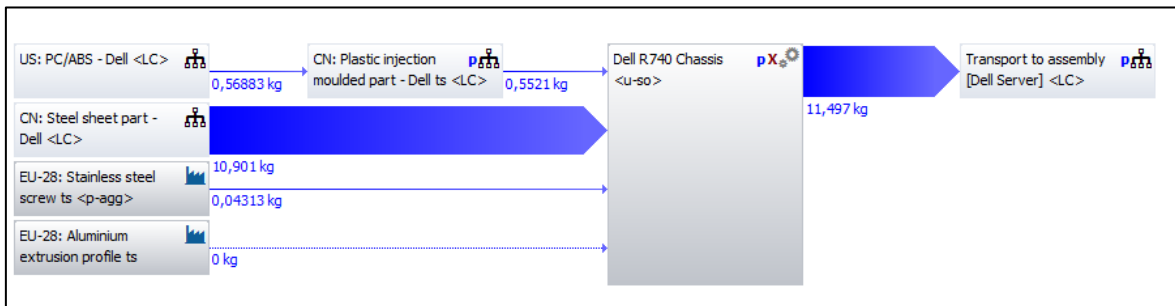 US: PC/ABS - Dell <LC>
0,56883 kg
CN: Plastic injection
moulded part - Dell ts <LC>
p
0,5521 kg
Dell R740 Chassis
<u-so>
pX
11,497 kg
Transport to assembly
[Dell Server] <LC>
p
CN: Steel sheet part -
Dell <LC>
10,901 kg
EU-28: Stainless steel
screw ts <p-agg>
0,04313 kg
EU-28: Aluminium
extrusion profile ts
0 kg